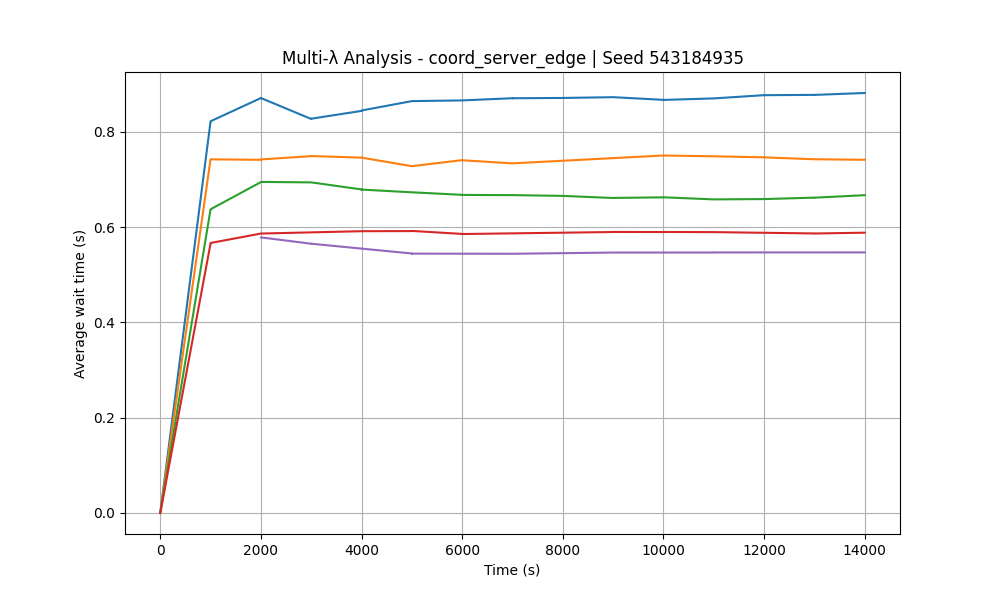 Multi-λ Analysis - coord_server_edge | Seed 543184935
Average wait time (s)
0.8
0.6
0.4
0.2
0.0
0 2000 4000 6000 8000 10000 12000 14000
Time (s)